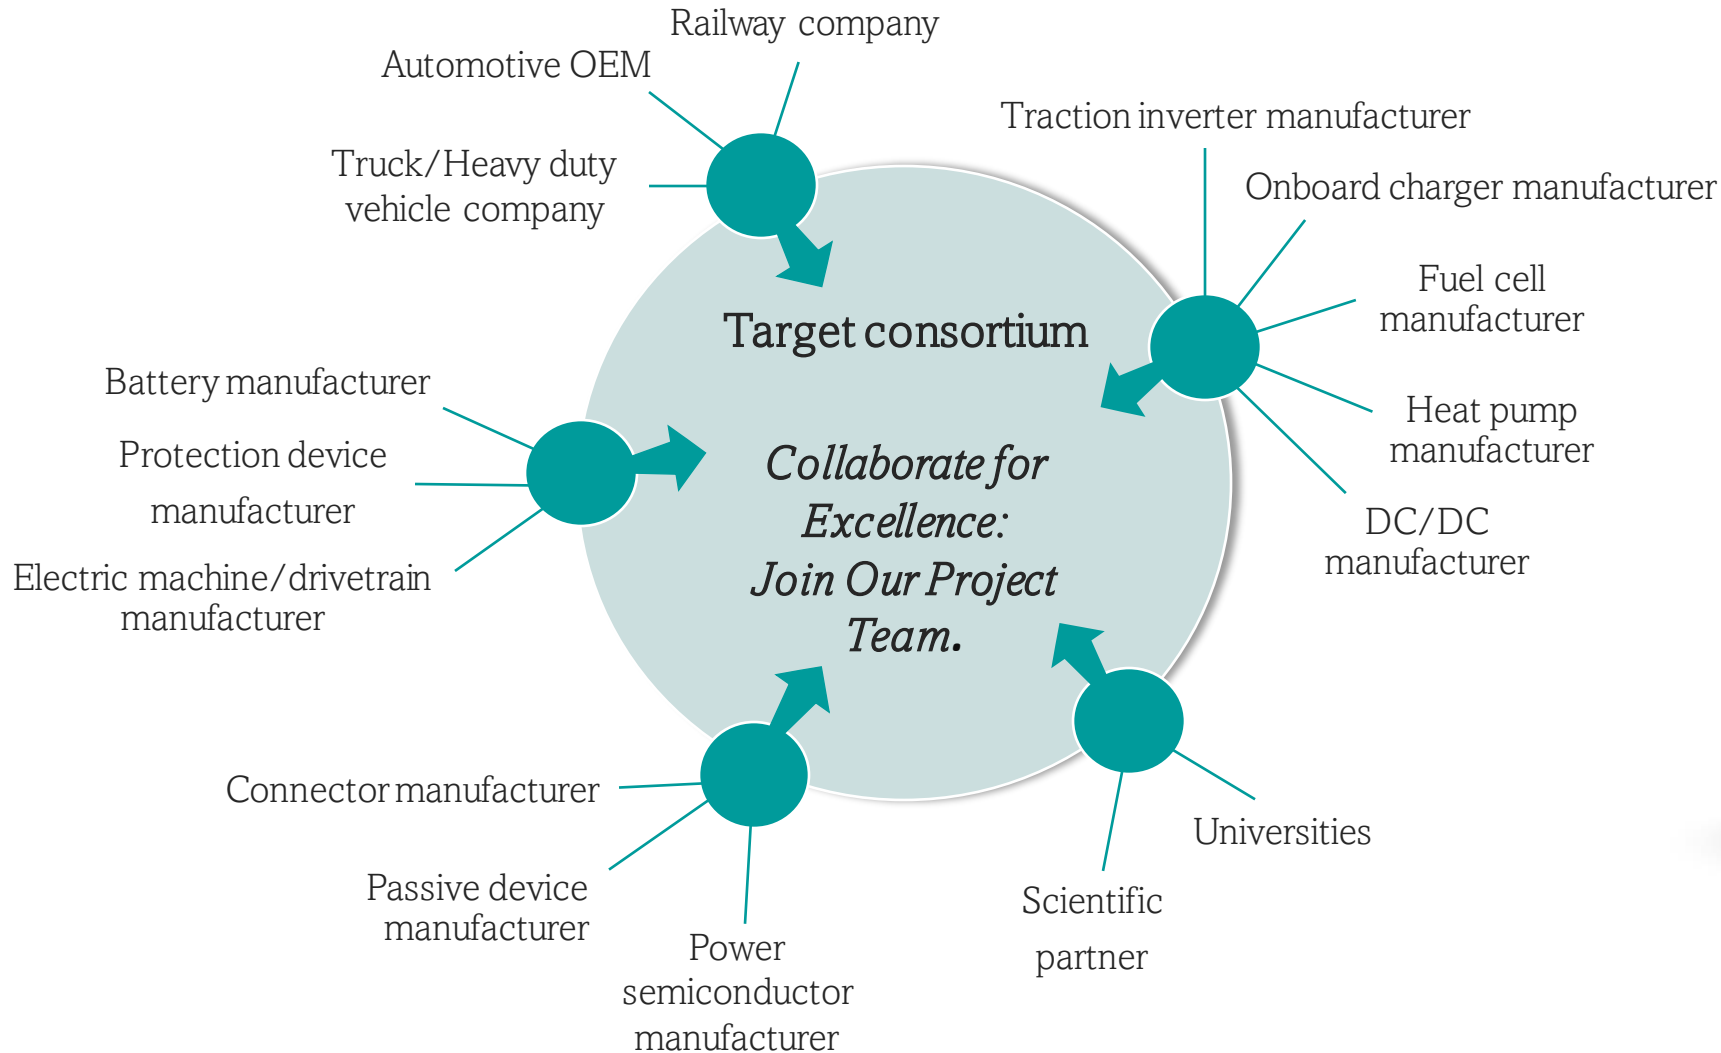 Railway company
Automotive OEM
Truck/Heavy duty
vehicle company
Traction inverter manufacturer
Onboard charger manufacturer
Fuel cell
manufacturer
Heat pump
manufacturer
DC/DC
manufacturer
Target consortium
Collaborate for
Excellence:
Join Our Project
Team.
Battery manufacturer
Protection device
manufacturer
Electric machine/drivetrain
manufacturer
Connector manufacturer
Passive device
manufacturer
Power
semiconductor
manufacturer
Universities
Scientific
partner